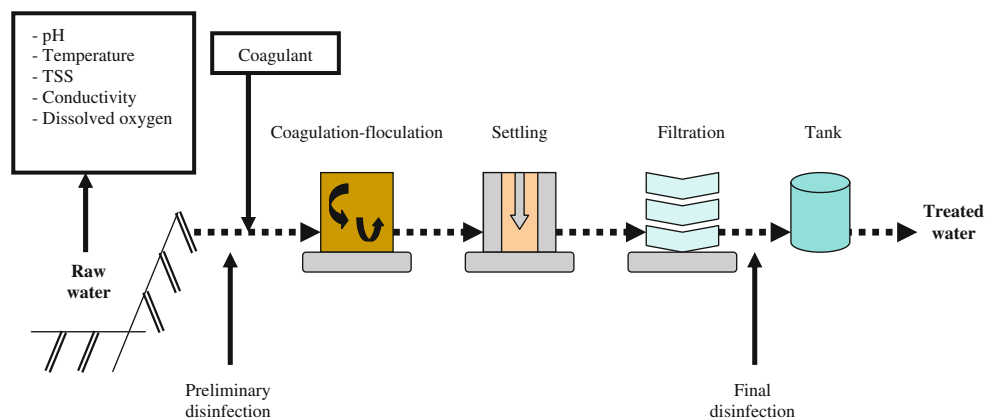 - pH
- Temperature
- TSS
- Conductivity
- Dissolved oxygen
Coagulant
Coagulation-floculation
Settling
Filtration
Tank
Raw
water
Treated
water
Preliminary
disinfection
Final
disinfection